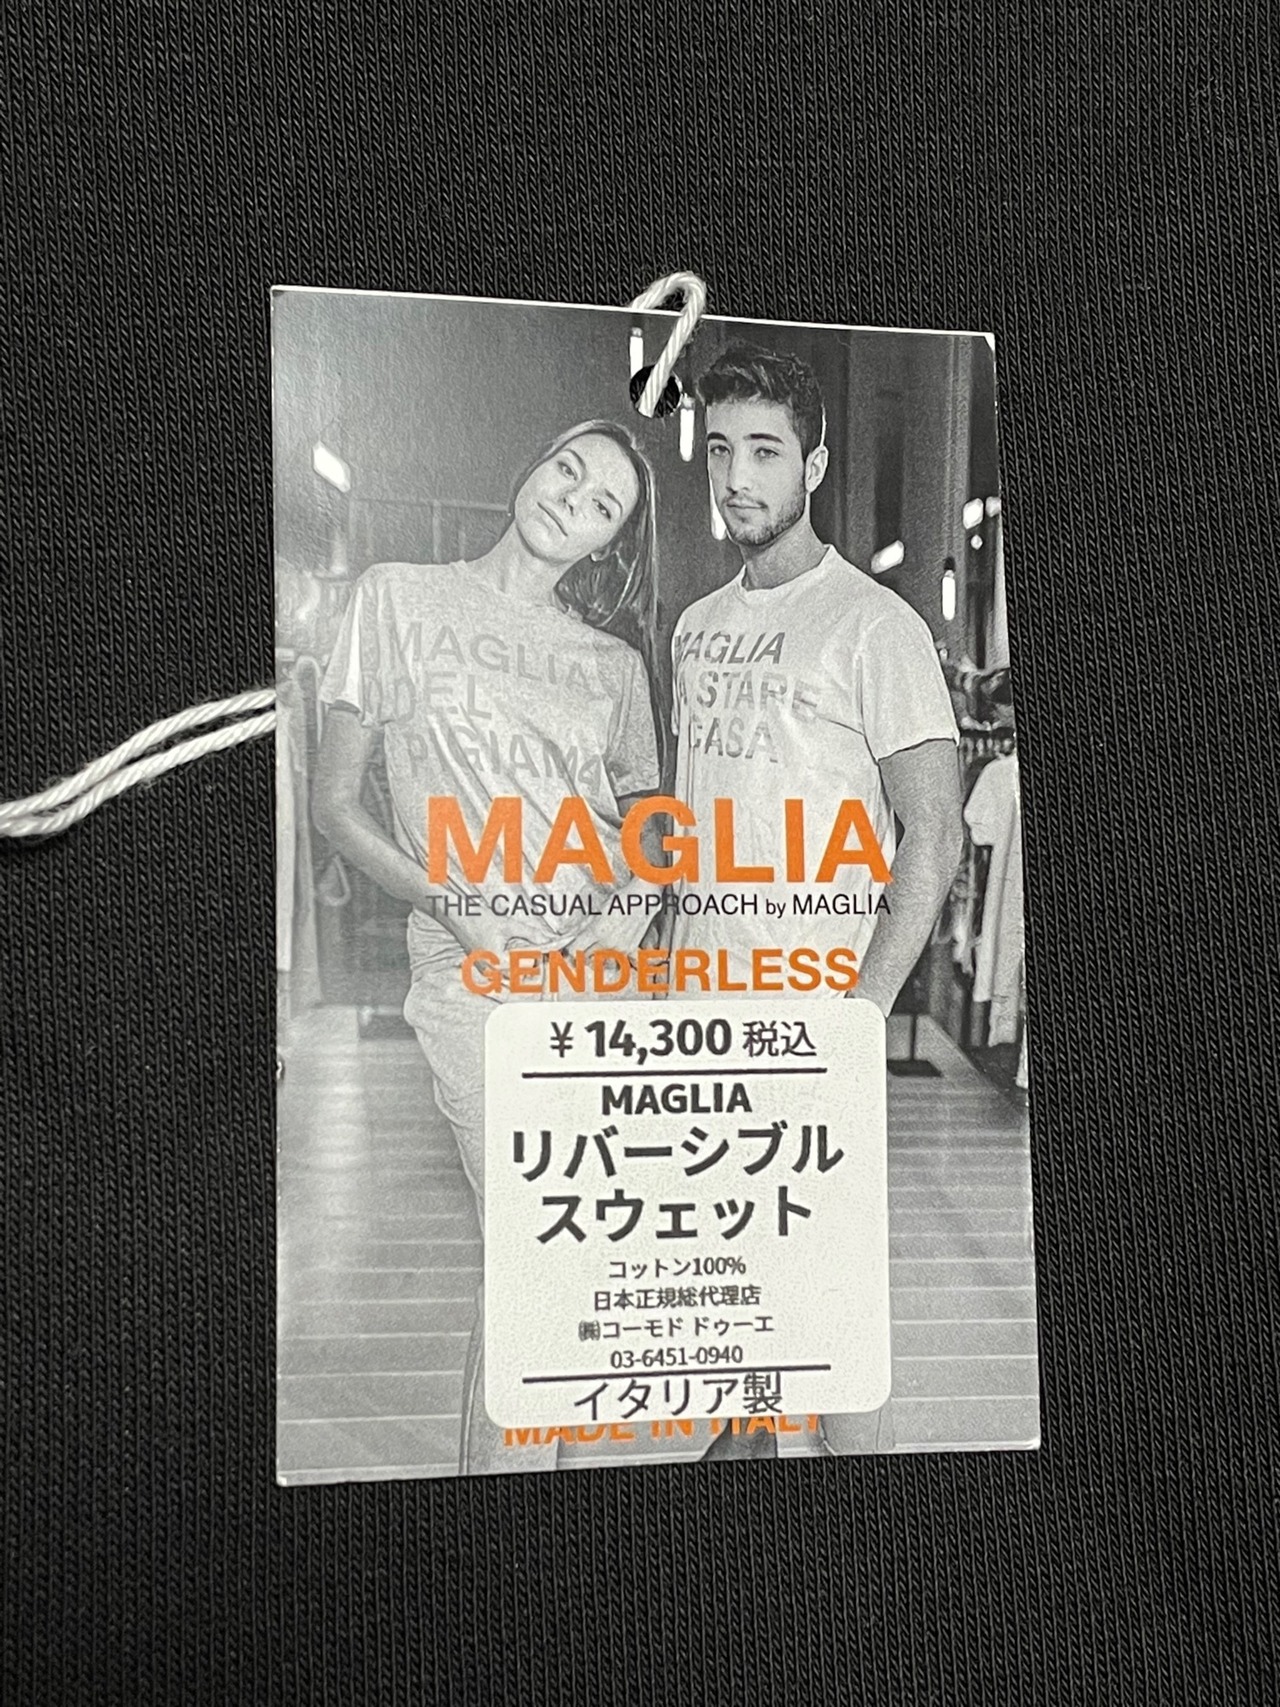 MAGLIA
DEL
PIGIAMA
MAGLIA
A STARE
CASA
MAGLIA
THE CASUAL APPROACH by MAGLIA
GENDERLESS
¥ 14,300 税込
MAGLIA
リバーシブル
スウェット
コットン100%
日本正規総代理店
㈱コーモド ドゥーエ
03-6451-0940
イタリア製
MADE IN ITALY